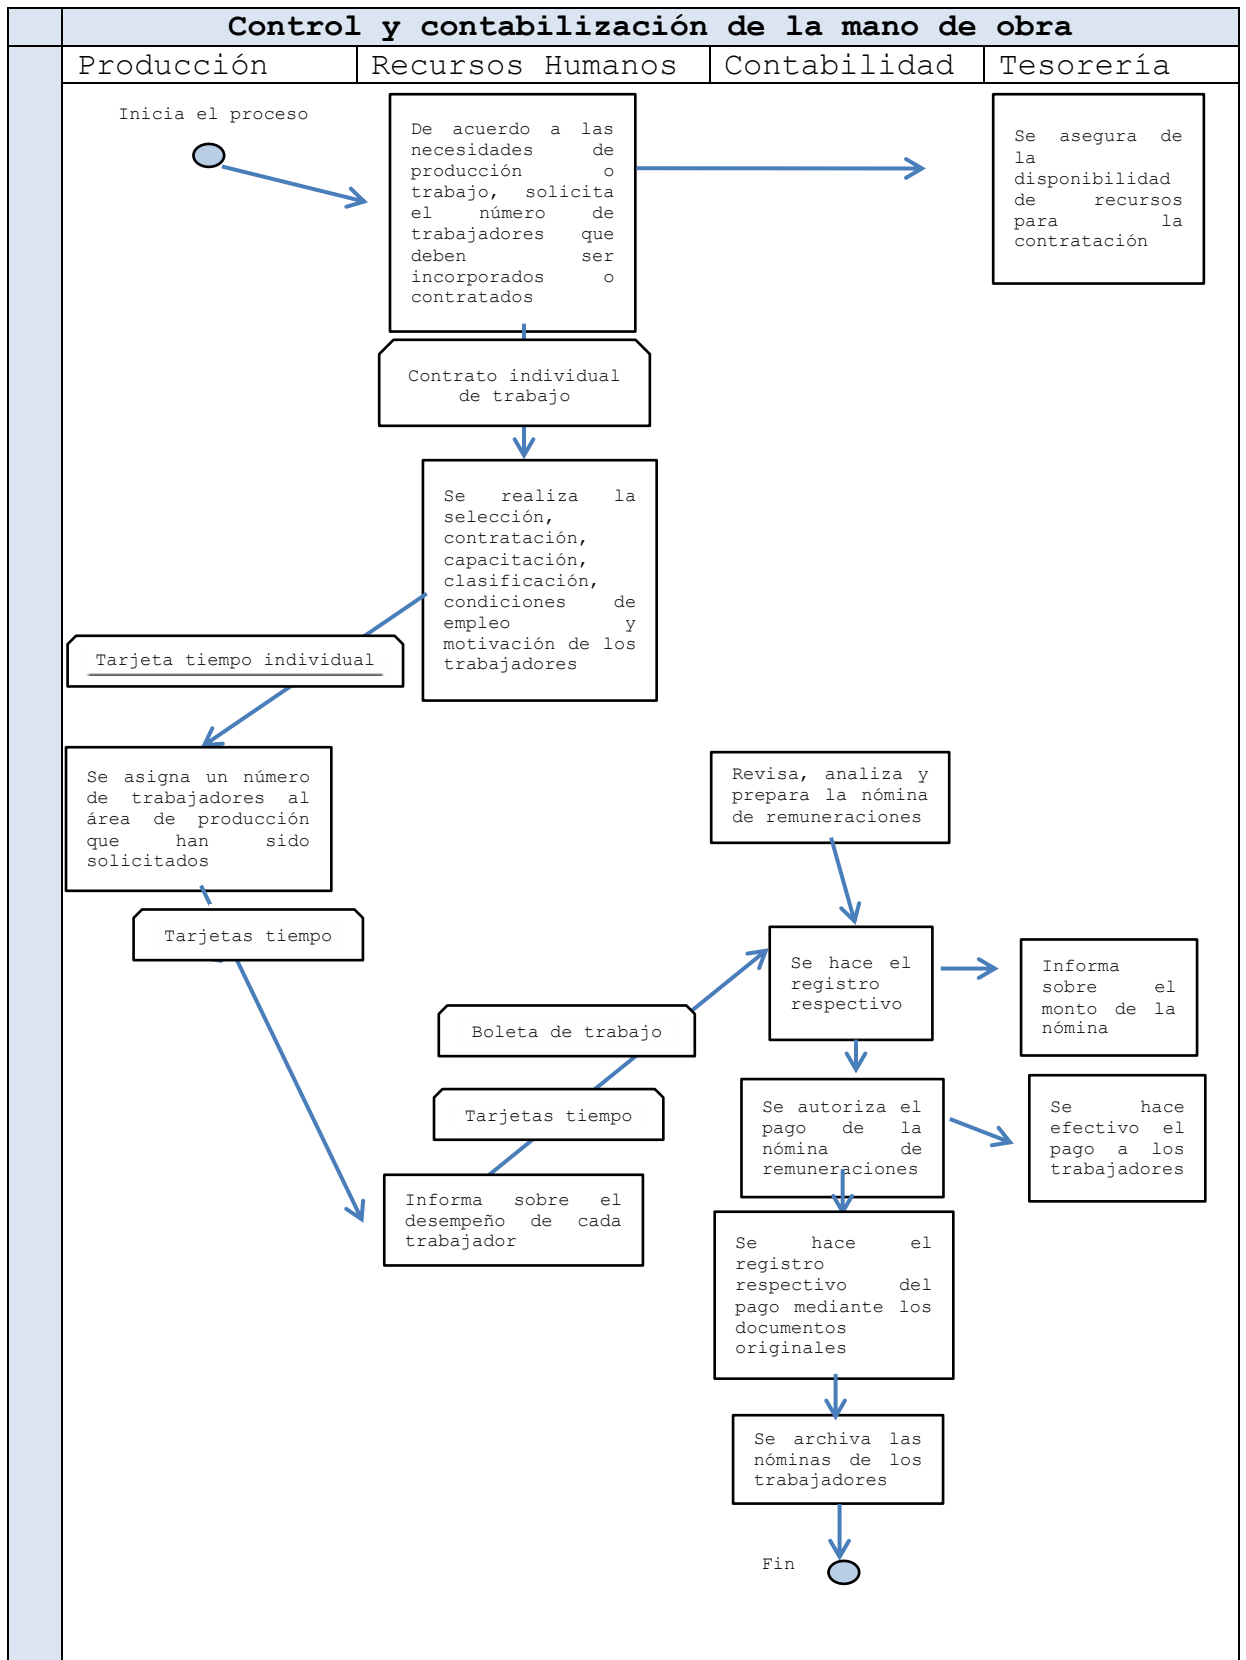 Control y contabilización de la mano de obra
Producción
Recursos Humanos
Contabilidad
Tesorería
Inicia el proceso
De acuerdo a las
necesidades de
producción o
trabajo, solicita
el número de
trabajadores que
deben ser
incorporados o
contratados
Se asegura de
la
disponibilidad
de recursos
para la
contratación
Contrato individual
de trabajo
Se realiza la
selección,
contratación,
capacitación,
clasificación,
condiciones de
empleo y
motivación de los
trabajadores
Tarjeta tiempo individual
Se asigna un número
de trabajadores al
área de producción
que han sido
solicitados
Revisa, analiza y
prepara la nómina
de remuneraciones
Tarjetas tiempo
Se hace el
registro
respectivo
Informa
sobre el
monto de la
nómina
Boleta de trabajo
Tarjetas tiempo
Se autoriza el
pago de la
nómina de
remuneraciones
Se hace
efectivo el
pago a los
trabajadores
Informa sobre el
desempeño de cada
trabajador
Se hace el
registro
respectivo del
pago mediante los
documentos
originales
Se archiva las
nóminas de los
trabajadores
Fin